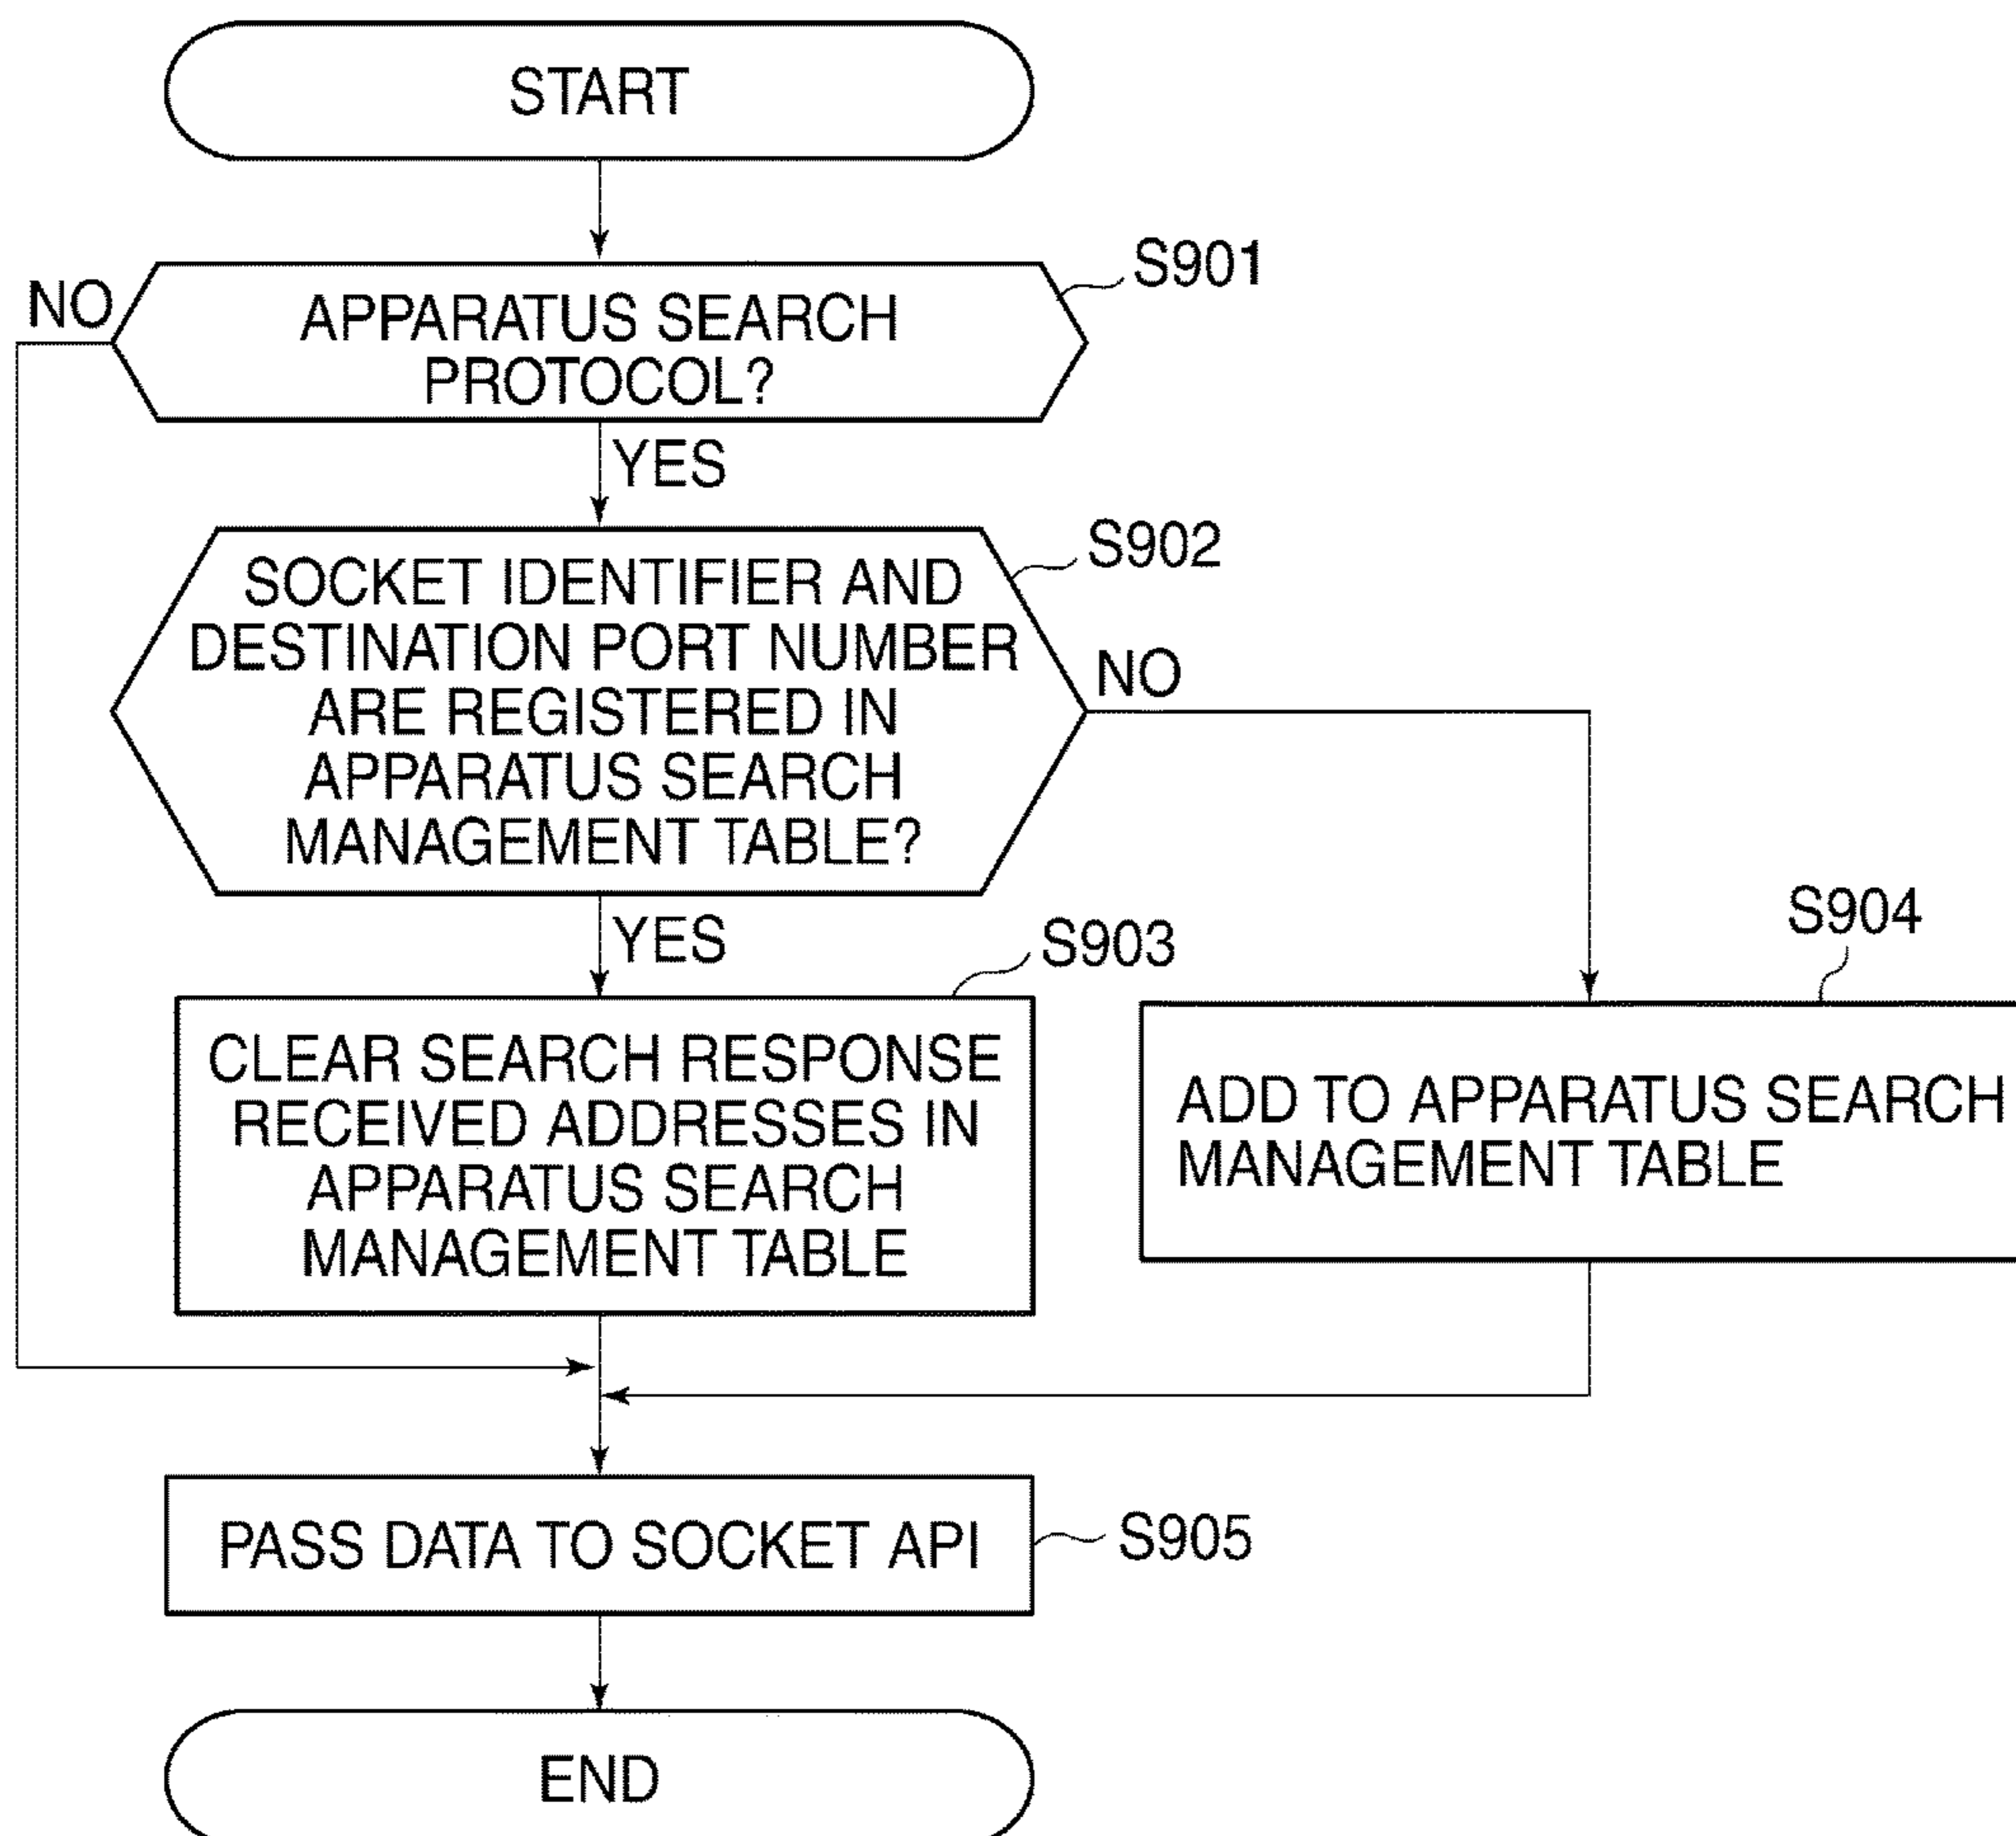 START
S901
NO
APPARATUS SEARCH
PROTOCOL?
YES
S902
SOCKET IDENTIFIER AND
DESTINATION PORT NUMBER
ARE REGISTERED IN
APPARATUS SEARCH
MANAGEMENT TABLE?
NO
YES
S903
CLEAR SEARCH RESPONSE
RECEIVED ADDRESSES IN
APPARATUS SEARCH
MANAGEMENT TABLE
S904
ADD TO APPARATUS SEARCH
MANAGEMENT TABLE
PASS DATA TO SOCKET API
S905
END